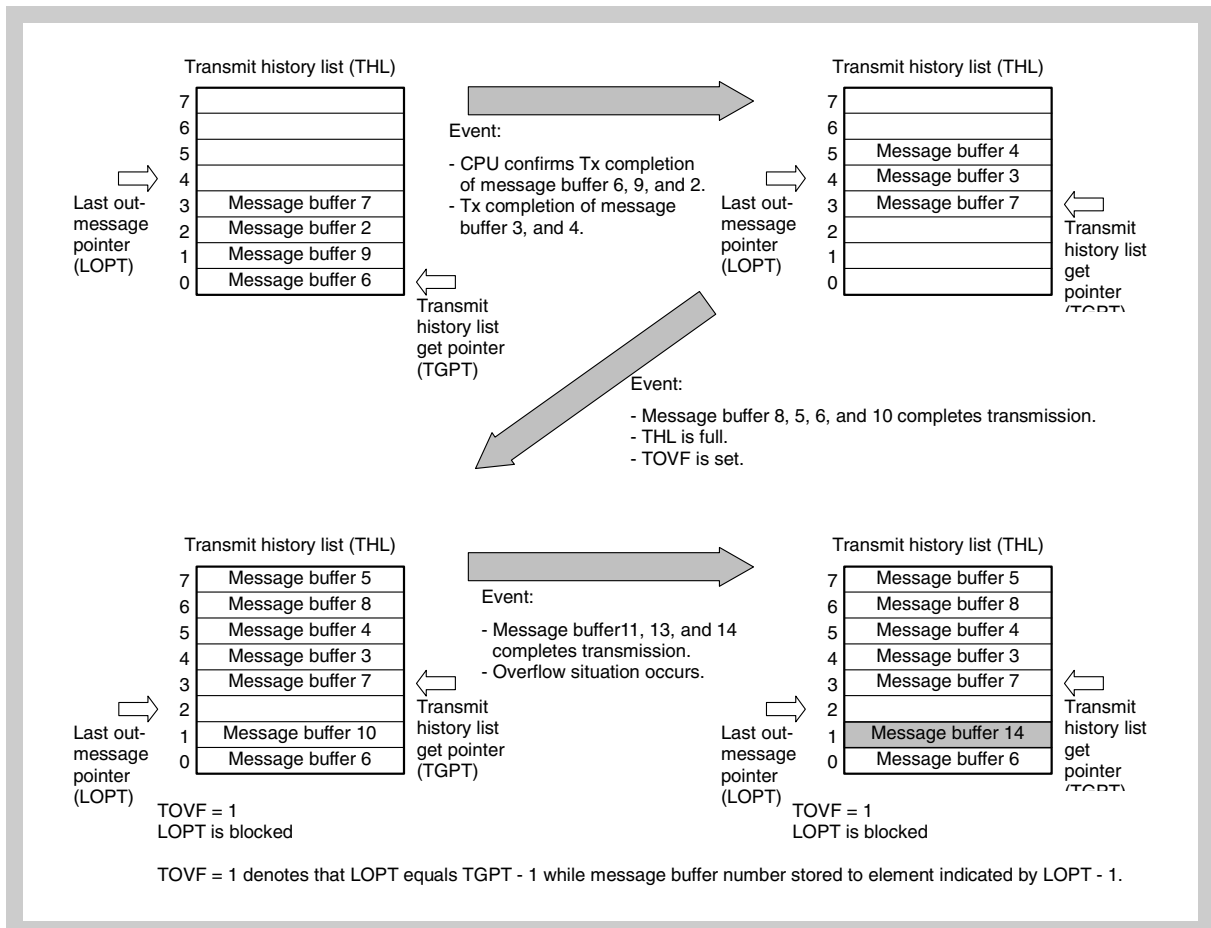 Transmit history list (THL)
7
6
5
4
3 Message buffer 7
2 Message buffer 2
1 Message buffer 9
0 Message buffer 6
Last out-
message
pointer
(LOPT)
Transmit
history list
get pointer
(TGPT)
Event:
- CPU confirms Tx completion
of message buffer 6, 9, and 2.
- Tx completion of message
buffer 3, and 4.
Transmit history list (THL)
7
6
5 Message buffer 4
4 Message buffer 3
3 Message buffer 7
2
1
0
Last out-
message
pointer
(LOPT)
Transmit
history list
get
pointer
Event:
- Message buffer 8, 5, 6, and 10 completes transmission.
- THL is full.
- TOVF is set.
Transmit history list (THL)
7 Message buffer 5
6 Message buffer 8
5 Message buffer 4
4 Message buffer 3
3 Message buffer 7
2
1 Message buffer 10
0 Message buffer 6
Last out-
message
pointer
(LOPT)
Transmit
history list
get pointer
(TGPT)
TOVF = 1
LOPT is blocked
Event:
- Message buffer11, 13, and 14
completes transmission.
- Overflow situation occurs.
Transmit history list (THL)
7 Message buffer 5
6 Message buffer 8
5 Message buffer 4
4 Message buffer 3
3 Message buffer 7
2
1 Message buffer 14
0 Message buffer 6
Last out-
message
pointer
(LOPT)
Transmit
history list
get
pointer
TOVF = 1
LOPT is blocked
TOVF = 1 denotes that LOPT equals TGPT - 1 while message buffer number stored to element indicated by LOPT - 1.